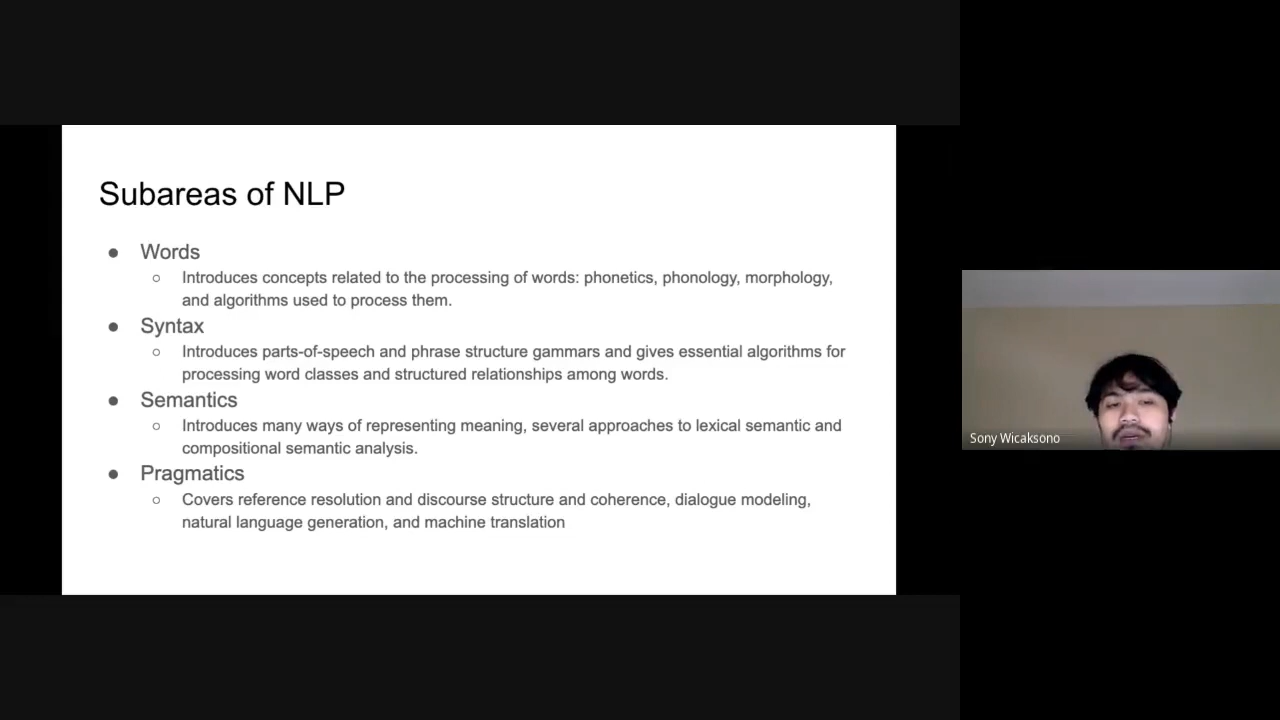 Subareas of NLP
● Words
○ Introduces concepts related to the processing of words: phonetics, phonology, morphology,
and algorithms used to process them.
● Syntax
○ Introduces parts-of-speech and phrase structure gammars and gives essential algorithms for
processing word classes and structured relationships among words.
● Semantics
○ Introduces many ways of representing meaning, several approaches to lexical semantic and
compositional semantic analysis.
● Pragmatics
○ Covers reference resolution and discourse structure and coherence, dialogue modeling,
natural language generation, and machine translation
Sony Wicaksono